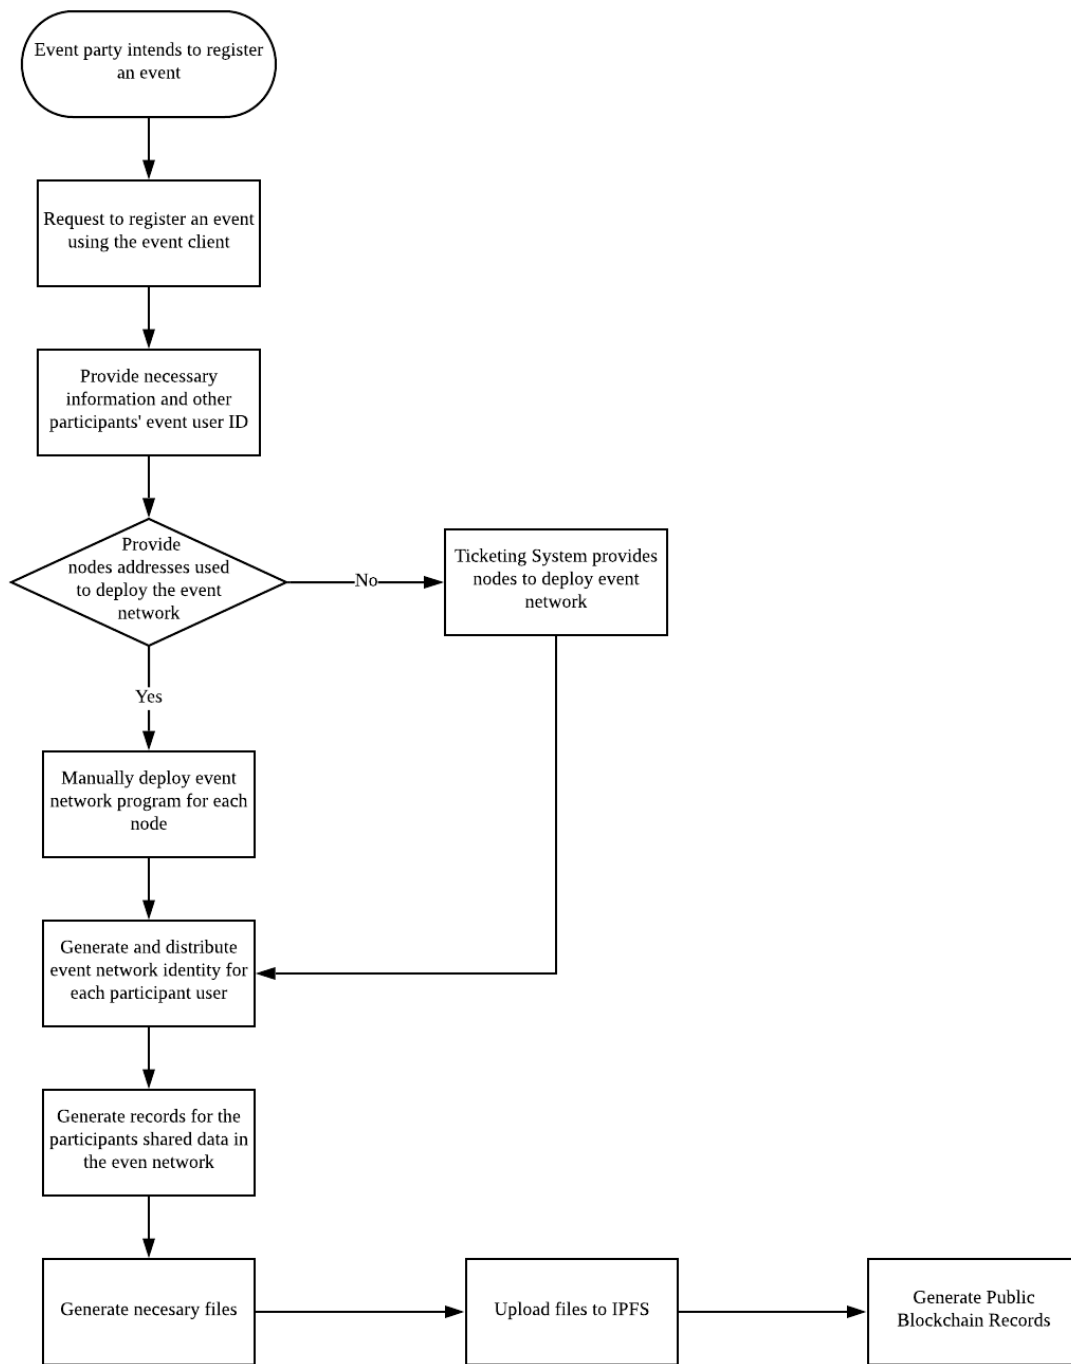 Event party intends to register
an event
Request to register an event
using the event client
Provide necessary
information and other
participants' event user ID
Provide
nodes addresses used
to deploy the event
network
No
Ticketing System provides
nodes to deploy event
network
Yes
Manually deploy event
network program for each
node
Generate and distribute
event network identity for
each participant user
Generate records for the
participants shared data in
the even network
Generate necesary files
Upload files to IPFS
Generate Public
Blockchain Records